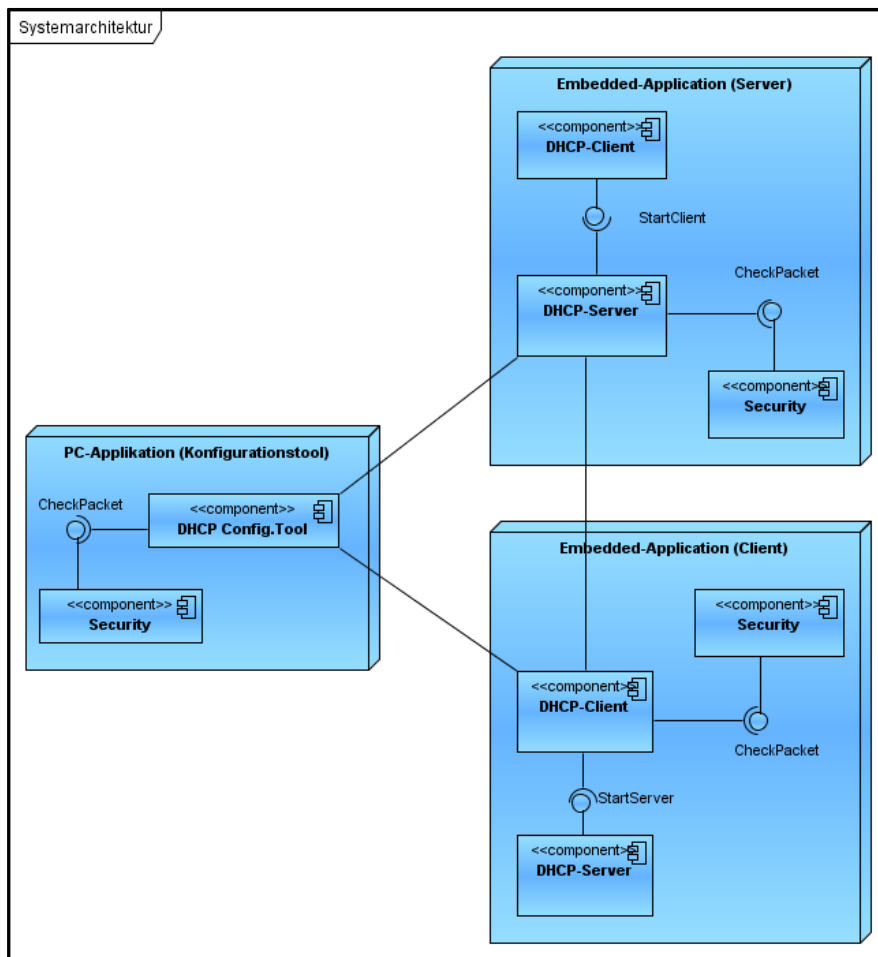 Systemarchitektur
Embedded-Application (Server)
<<component>>
DHCP-Client
StartClient
<<component>>
DHCP-Server
CheckPacket
<<component>>
Security
PC-Applikation (Konfigurationstool)
CheckPacket
<<component>>
DHCP Config.Tool
<<component>>
Security
Embedded-Application (Client)
<<component>>
Security
<<component>>
DHCP-Client
CheckPacket
StartServer
<<component>>
DHCP-Server